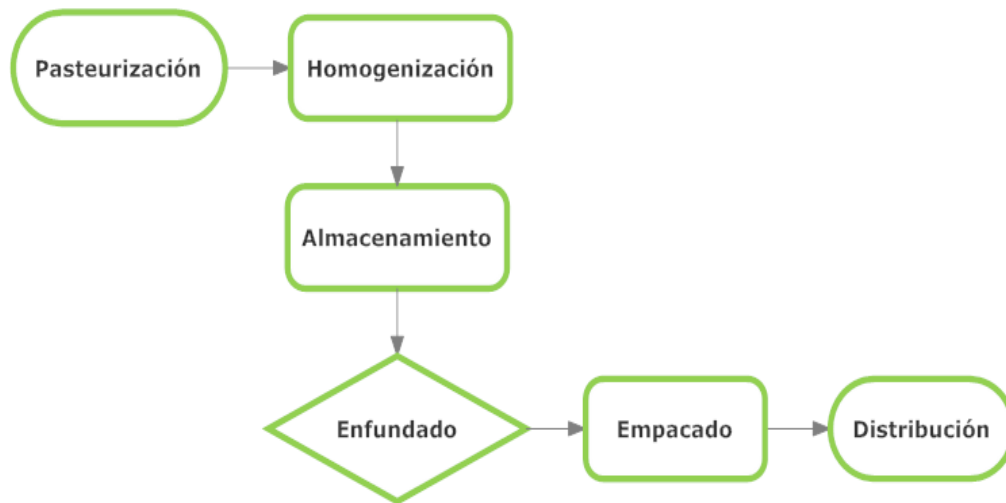 Pasteurización
Homogenización
Almacenamiento
Enfundado
Empacado
Distribución